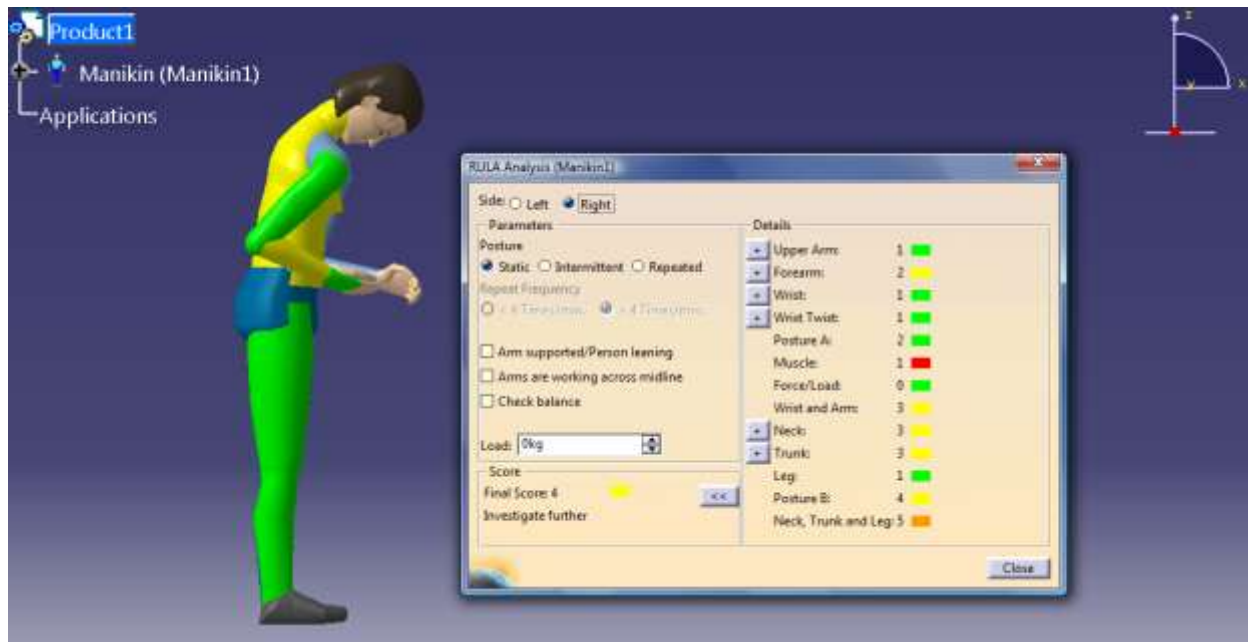 Product1
Manikin (Manikin1)
Applications
z
x
y
RULA Analysis (Manikin1)
Side: Left Right
Parameters
Posture
Static Intermittent Repeated
Repeat Frequency
Arm supported/Person leaning
Arms are working across midline
Check balance
Load: 0kg
Score
Final Score: 4
<<
Investigate further
Details
+ Upper Arm: 1
+ Forearm: 2
+ Wrist: 1
+ Wrist Twist: 1
Posture A: 2
Muscle: 1
Force/Load: 0
Wrist and Arm: 3
+ Neck: 3
+ Trunk: 3
Leg: 1
Posture B: 4
Neck, Trunk and Leg: 5
Close